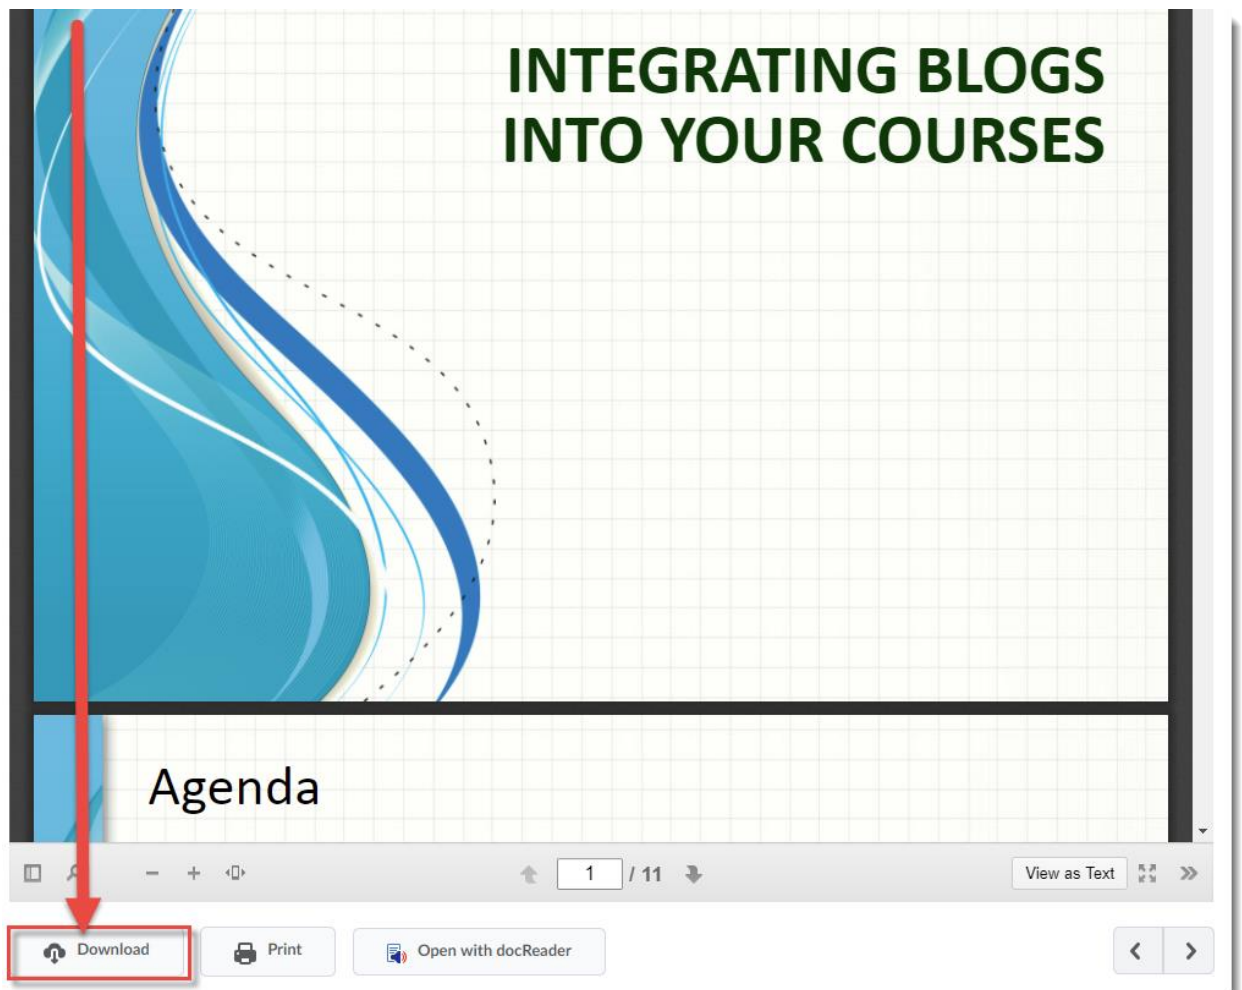 INTEGRATING BLOGS
INTO YOUR COURSES
Agenda
1 / 11
View as Text
Download
Print
Open with docReader